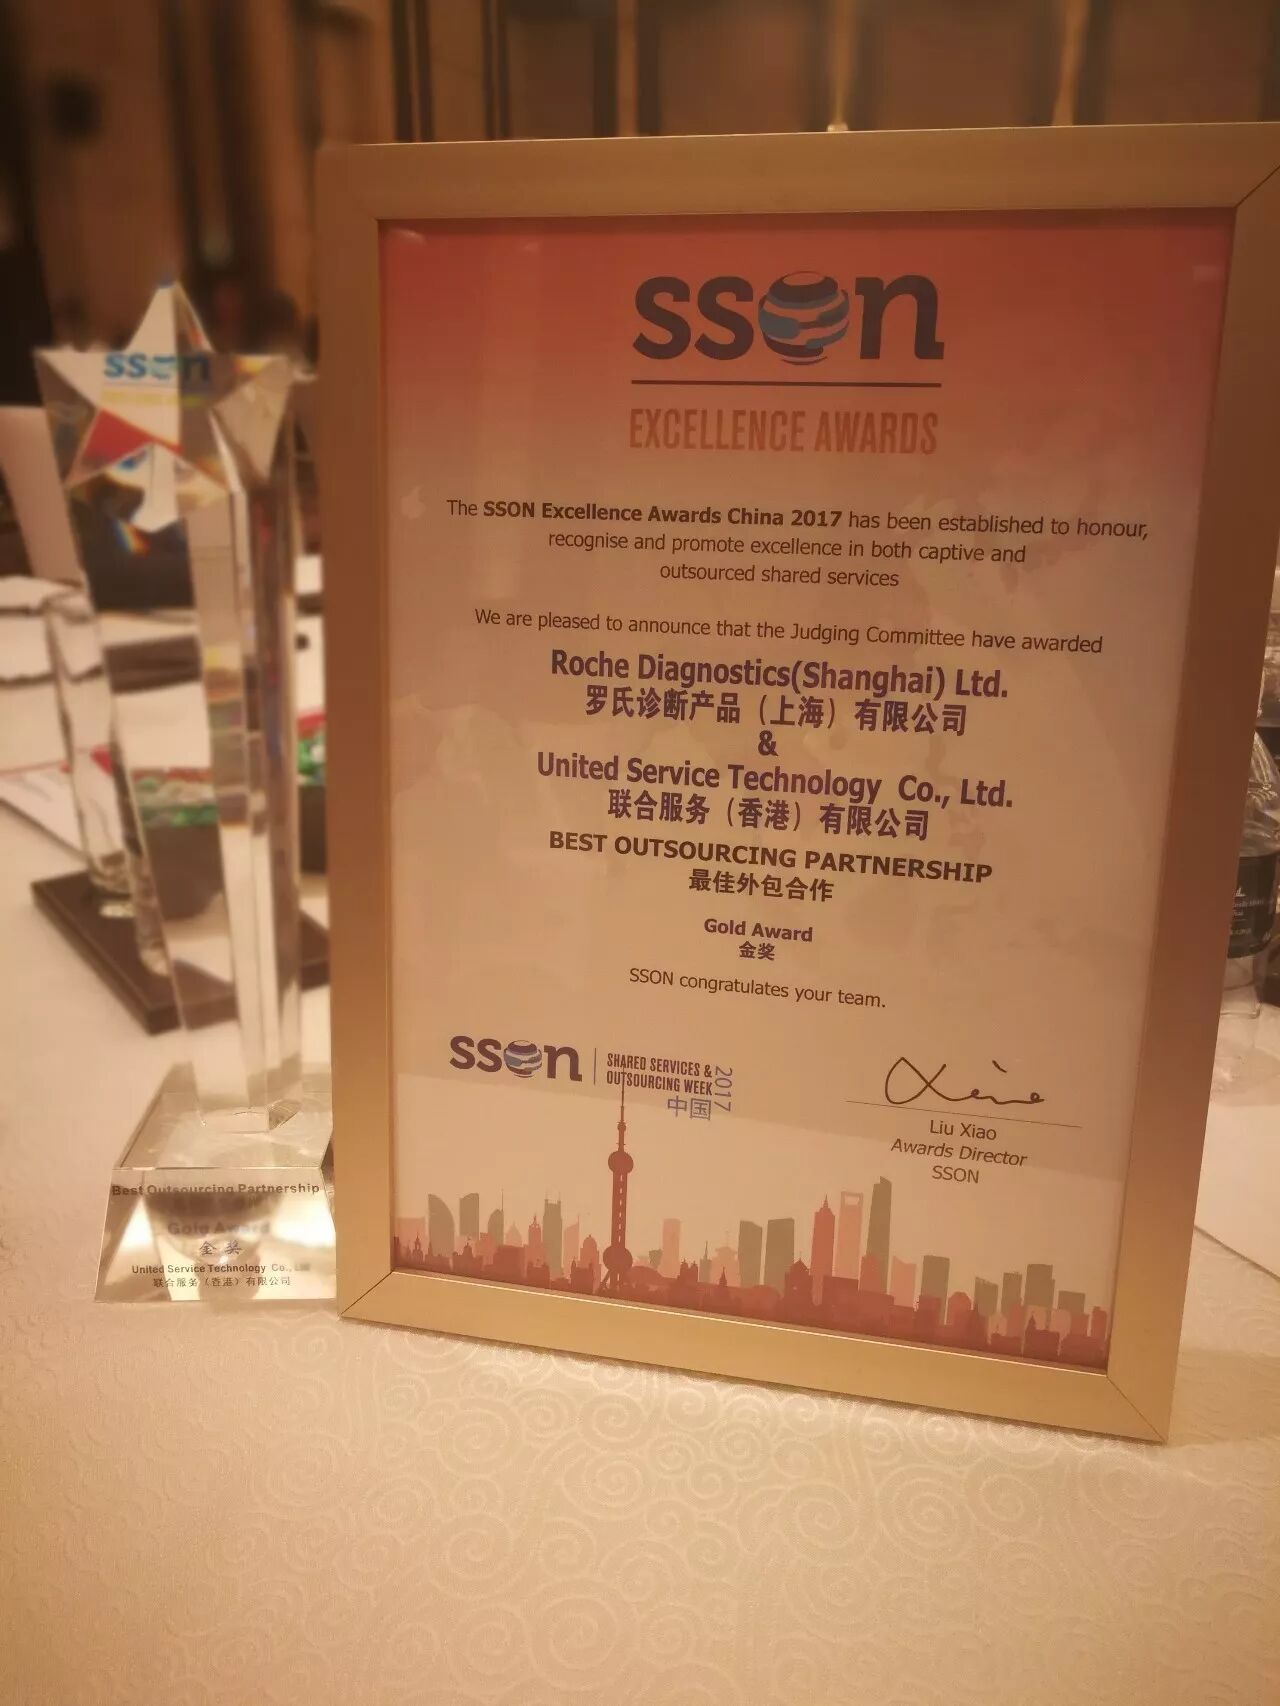 sson
EXCELLENCE AWARDS
The SSON Excellence Awards China 2017 has been established to honour,
recognise and promote excellence in both captive and
outsourced shared services
We are pleased to announce that the Judging Committee have awarded
Roche Diagnostics(Shanghai) Ltd.
罗氏诊断产品（上海）有限公司
&
United Service Technology Co., Ltd.
联合服务（香港）有限公司
BEST OUTSOURCING PARTNERSHIP
最佳外包合作
Gold Award
金奖
SSON congratulates your team.
sson
SHARED SERVICES &
OUTSOURCING WEEK
2017
中国
Liu Xiao
Awards Director
SSON
sson
Best Outsourcing Partnership
Gold Award
金奖
United Service Technology Co.,
联合服务（香港）有限公司